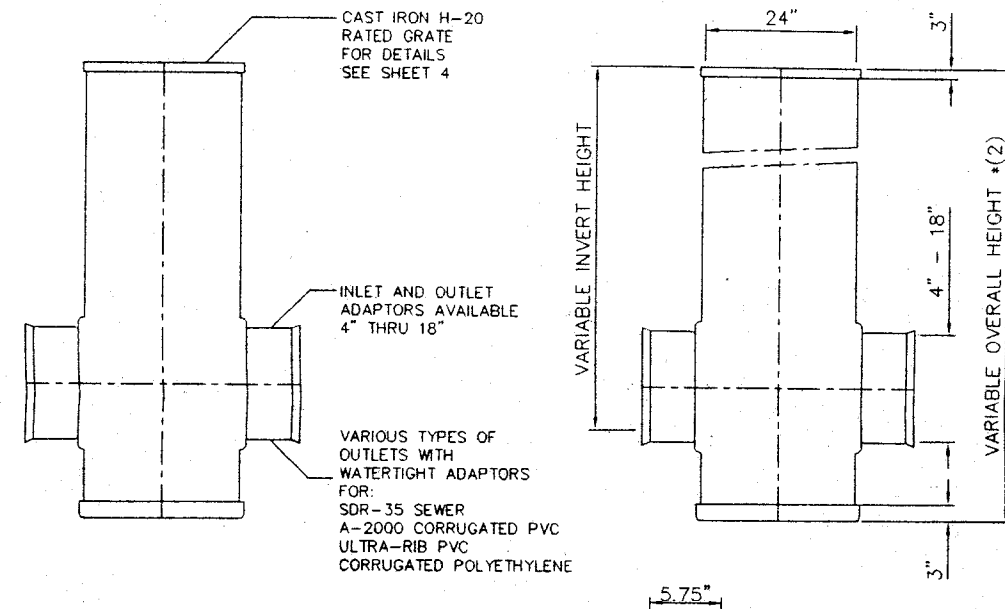 CAST IRON H-20
RATED GRATE
FOR DETAILS
SEE SHEET 4
INLET AND OUTLET
ADAPTORS AVAILABLE
4" THRU 18"
VARIOUS TYPES OF
OUTLETS WITH
WATERTIGHT ADAPTORS
FOR:
SDR-35 SEWER
A-2000 CORRUGATED PVC
ULTRA-RIB PVC
CORRUGATED POLYETHYLENE
24"
3"
VARIABLE INVERT HEIGHT
4" - 18"
VARIABLE OVERALL HEIGHT *(2)
3"
5.75"